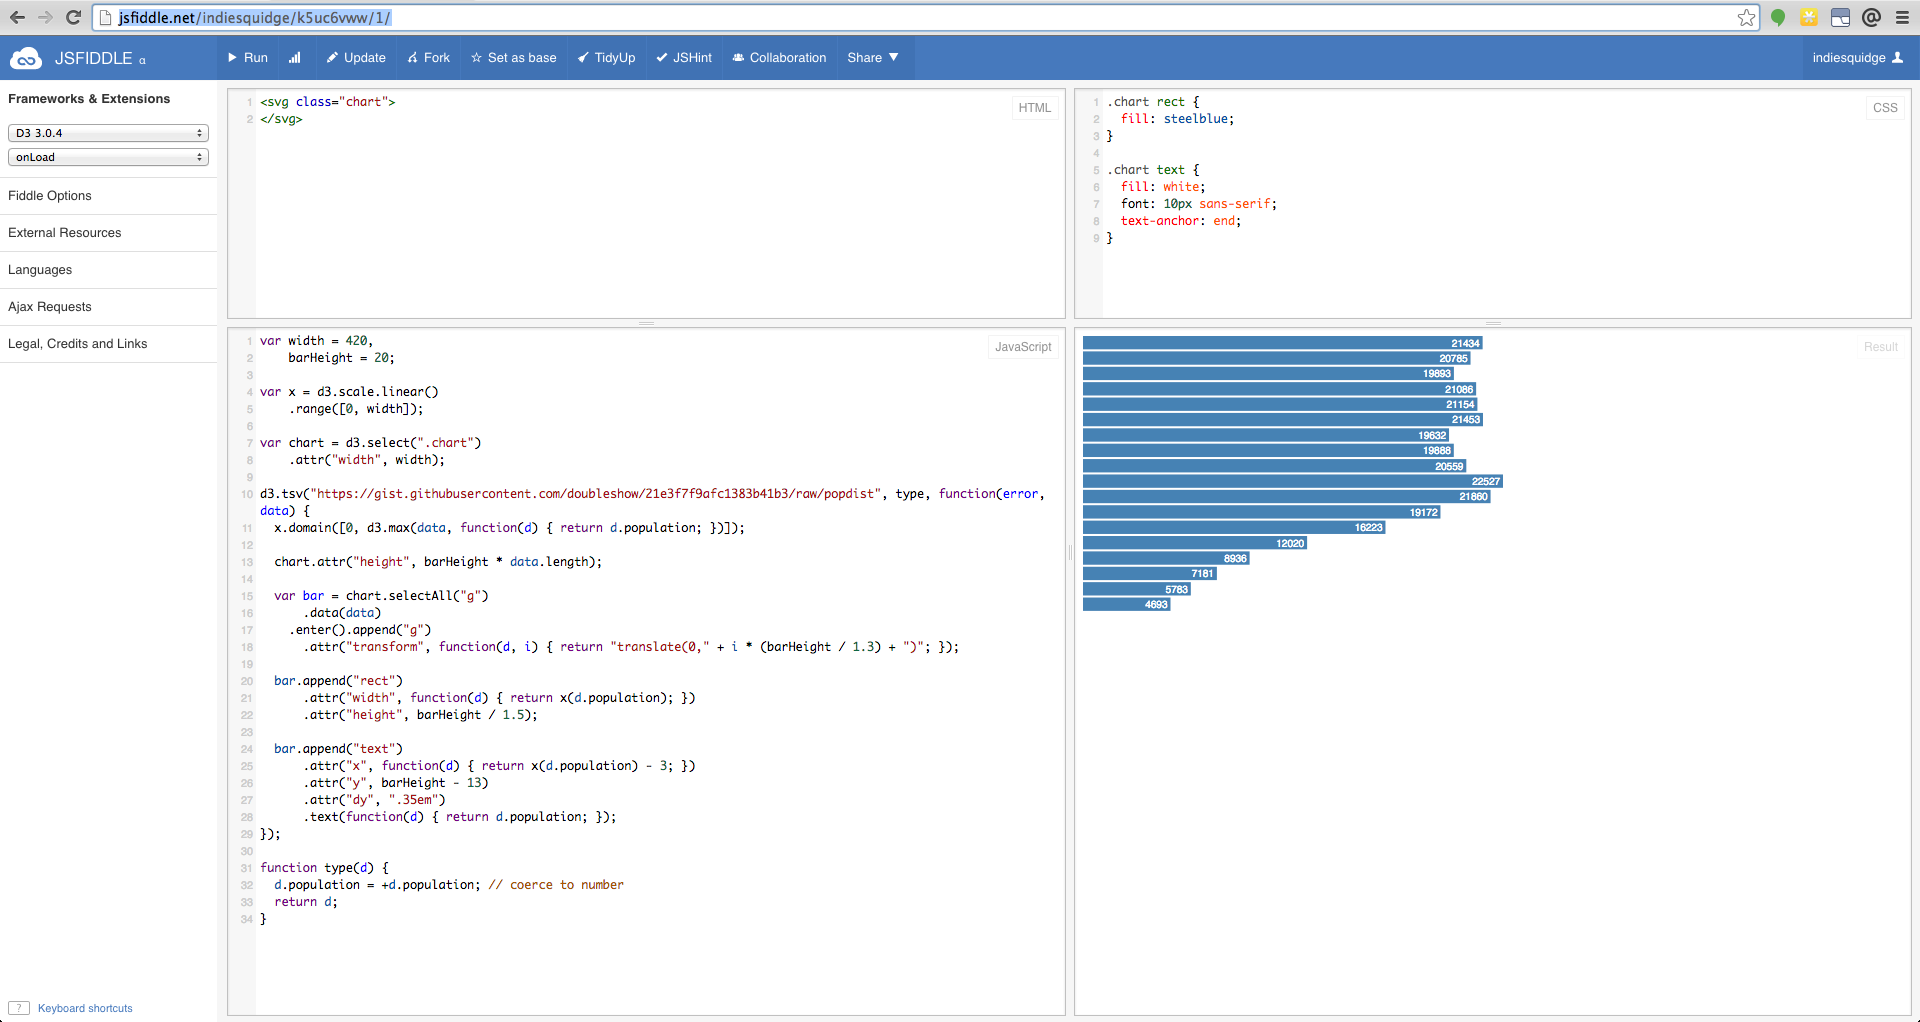 jsfiddle.net/indiesquidge/k5uc6vww/1/
JSFIDDLE α
Run
Update
Fork
Set as base
TidyUp
JSHint
Collaboration
Share ▼
indiesquidge
Frameworks & Extensions
D3 3.0.4
onLoad
Fiddle Options
External Resources
Languages
Ajax Requests
Legal, Credits and Links
? Keyboard shortcuts
HTML
1 <svg class="chart">
2 </svg>
CSS
1 .chart rect {
2   fill: steelblue;
3 }
4
5 .chart text {
6   fill: white;
7   font: 10px sans-serif;
8   text-anchor: end;
9 }
JavaScript
1 var width = 420,
2     barHeight = 20;
3
4 var x = d3.scale.linear()
5     .range([0, width]);
6
7 var chart = d3.select(".chart")
8     .attr("width", width);
9
10 d3.tsv("https://gist.githubusercontent.com/doubleshow/21e3f7f9afc1383b41b3/raw/popdist", type, function(error,
data) {
11   x.domain([0, d3.max(data, function(d) { return d.population; })]);
12
13   chart.attr("height", barHeight * data.length);
14
15   var bar = chart.selectAll("g")
16       .data(data)
17     .enter().append("g")
18       .attr("transform", function(d, i) { return "translate(0," + i * (barHeight / 1.3) + ")"; });
19
20   bar.append("rect")
21       .attr("width", function(d) { return x(d.population); })
22       .attr("height", barHeight / 1.5);
23
24   bar.append("text")
25       .attr("x", function(d) { return x(d.population) - 3; })
26       .attr("y", barHeight - 13)
27       .attr("dy", ".35em")
28       .text(function(d) { return d.population; });
29 });
30
31 function type(d) {
32   d.population = +d.population; // coerce to number
33   return d;
34 }
Result
21434
20785
19893
21086
21154
21453
19632
19888
20559
22527
21860
19172
16223
12020
8936
7181
5783
4693